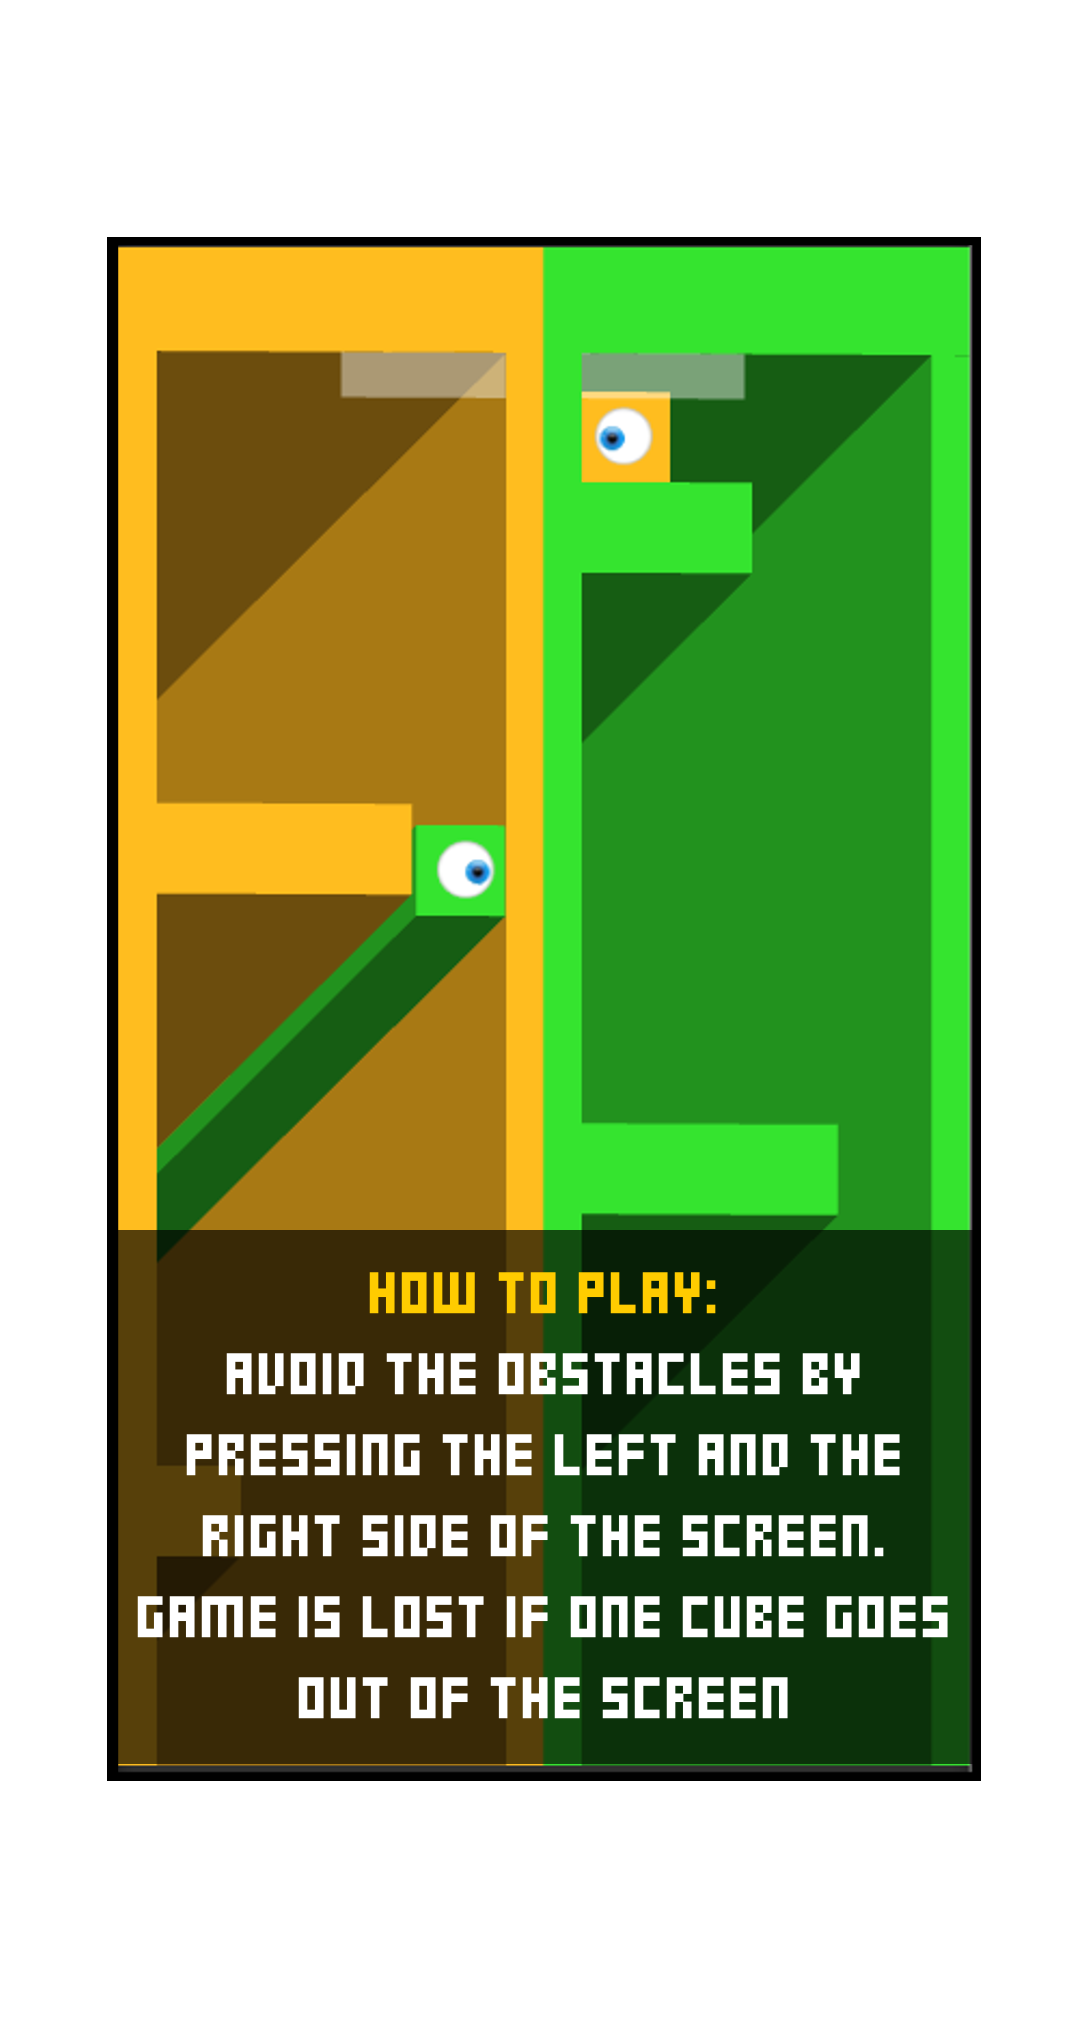 HOW TO PLAY:
AVOID THE OBSTACLES BY
PRESSING THE LEFT AND THE
RIGHT SIDE OF THE SCREEN.
GAME IS LOST IF ONE CUBE GOES
OUT OF THE SCREEN